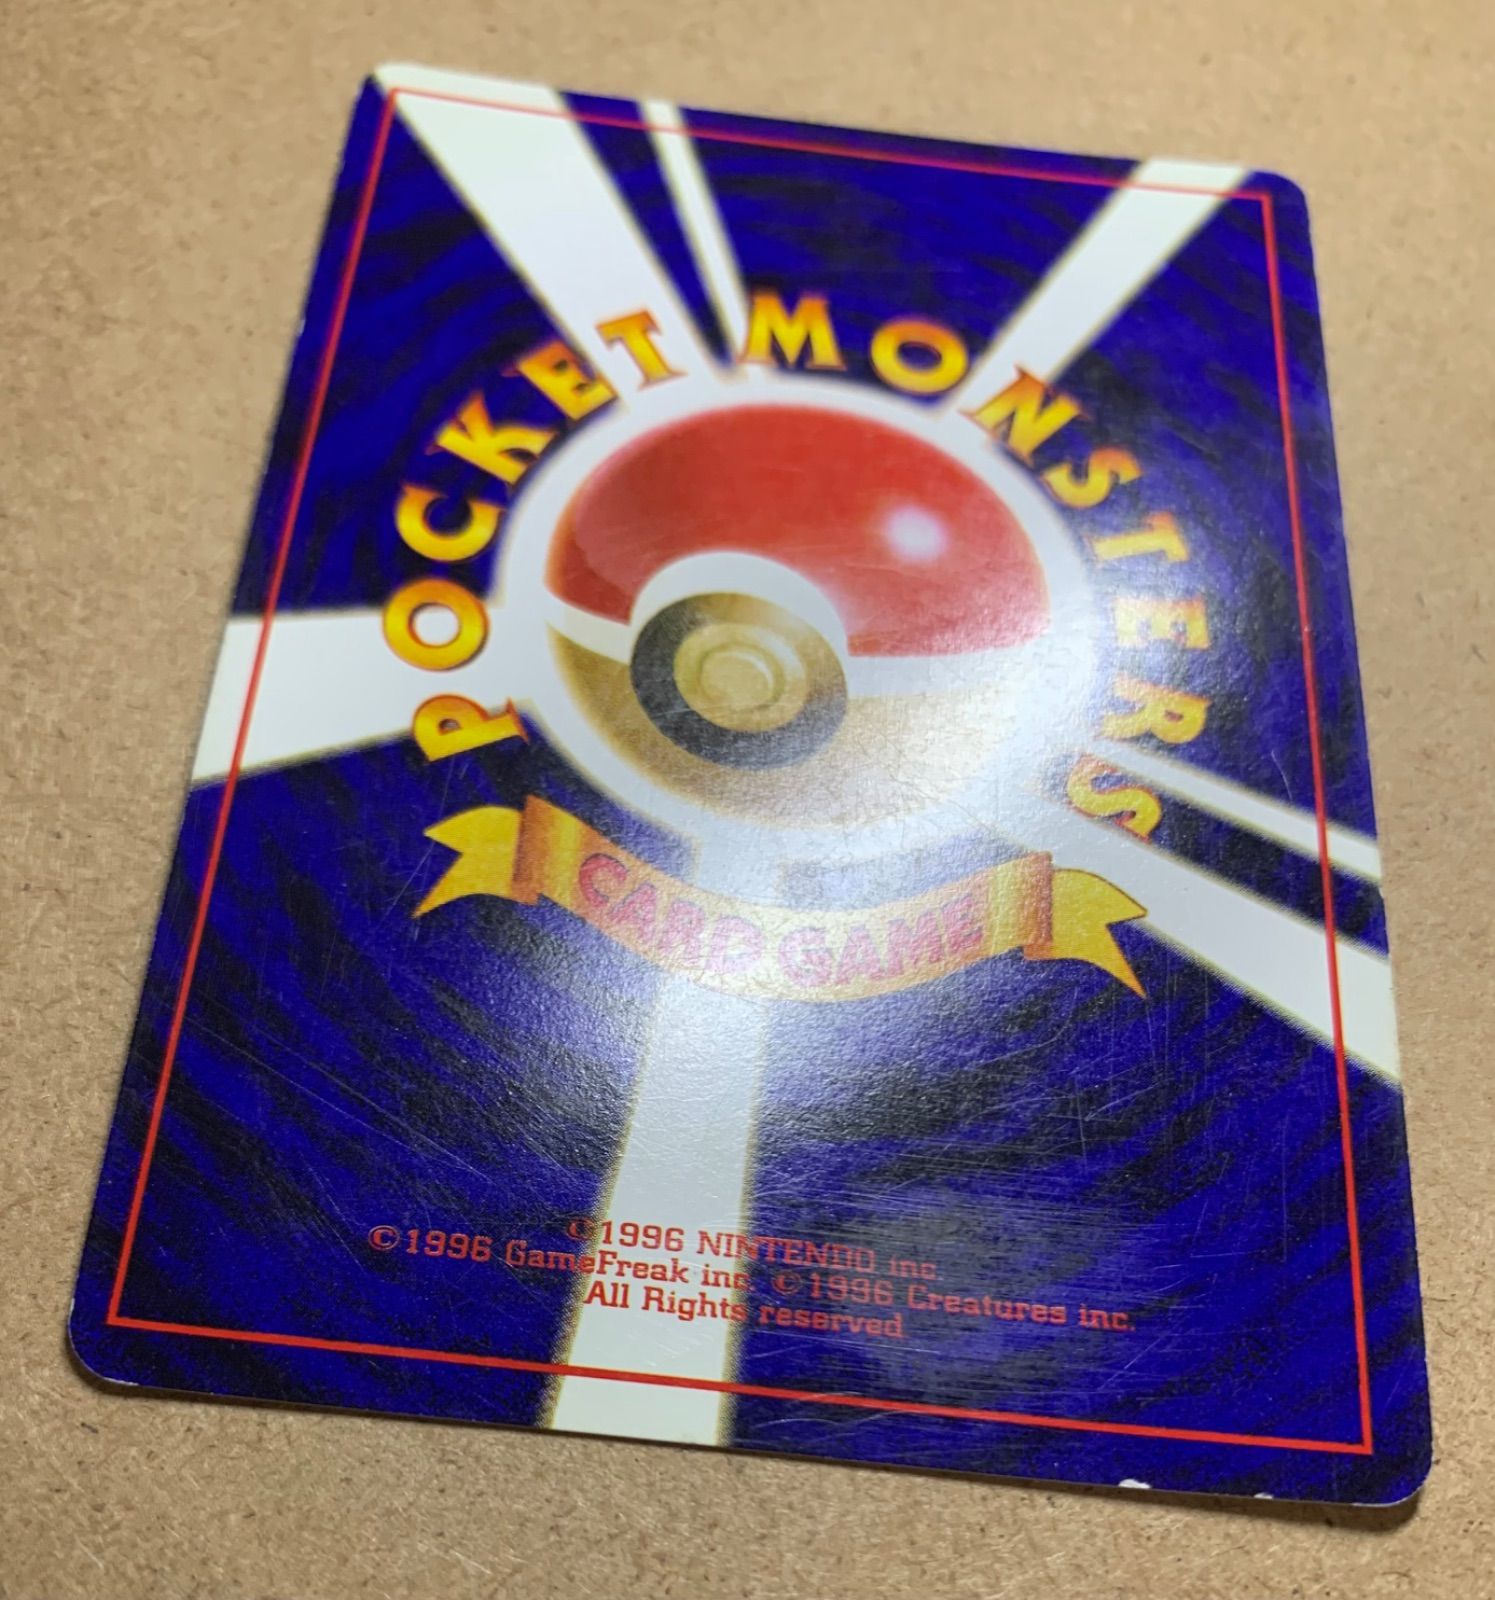 POCKET MONSTERS
CARD GAME
©1996 NINTENDO inc.
©1996 GameFreak inc. ©1996 Creatures inc.
All Rights reserved